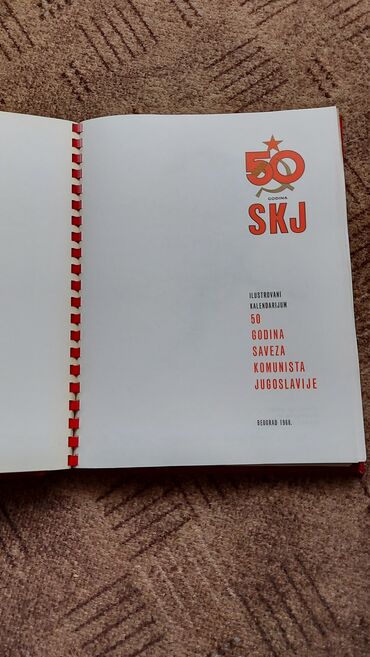 50
GODINA
SKJ
ILUSTROVANI
KALENDARIJUM
50
GODINA
SAVEZA
KOMUNISTA
JUGOSLAVIJE
BEOGRAD 1968.